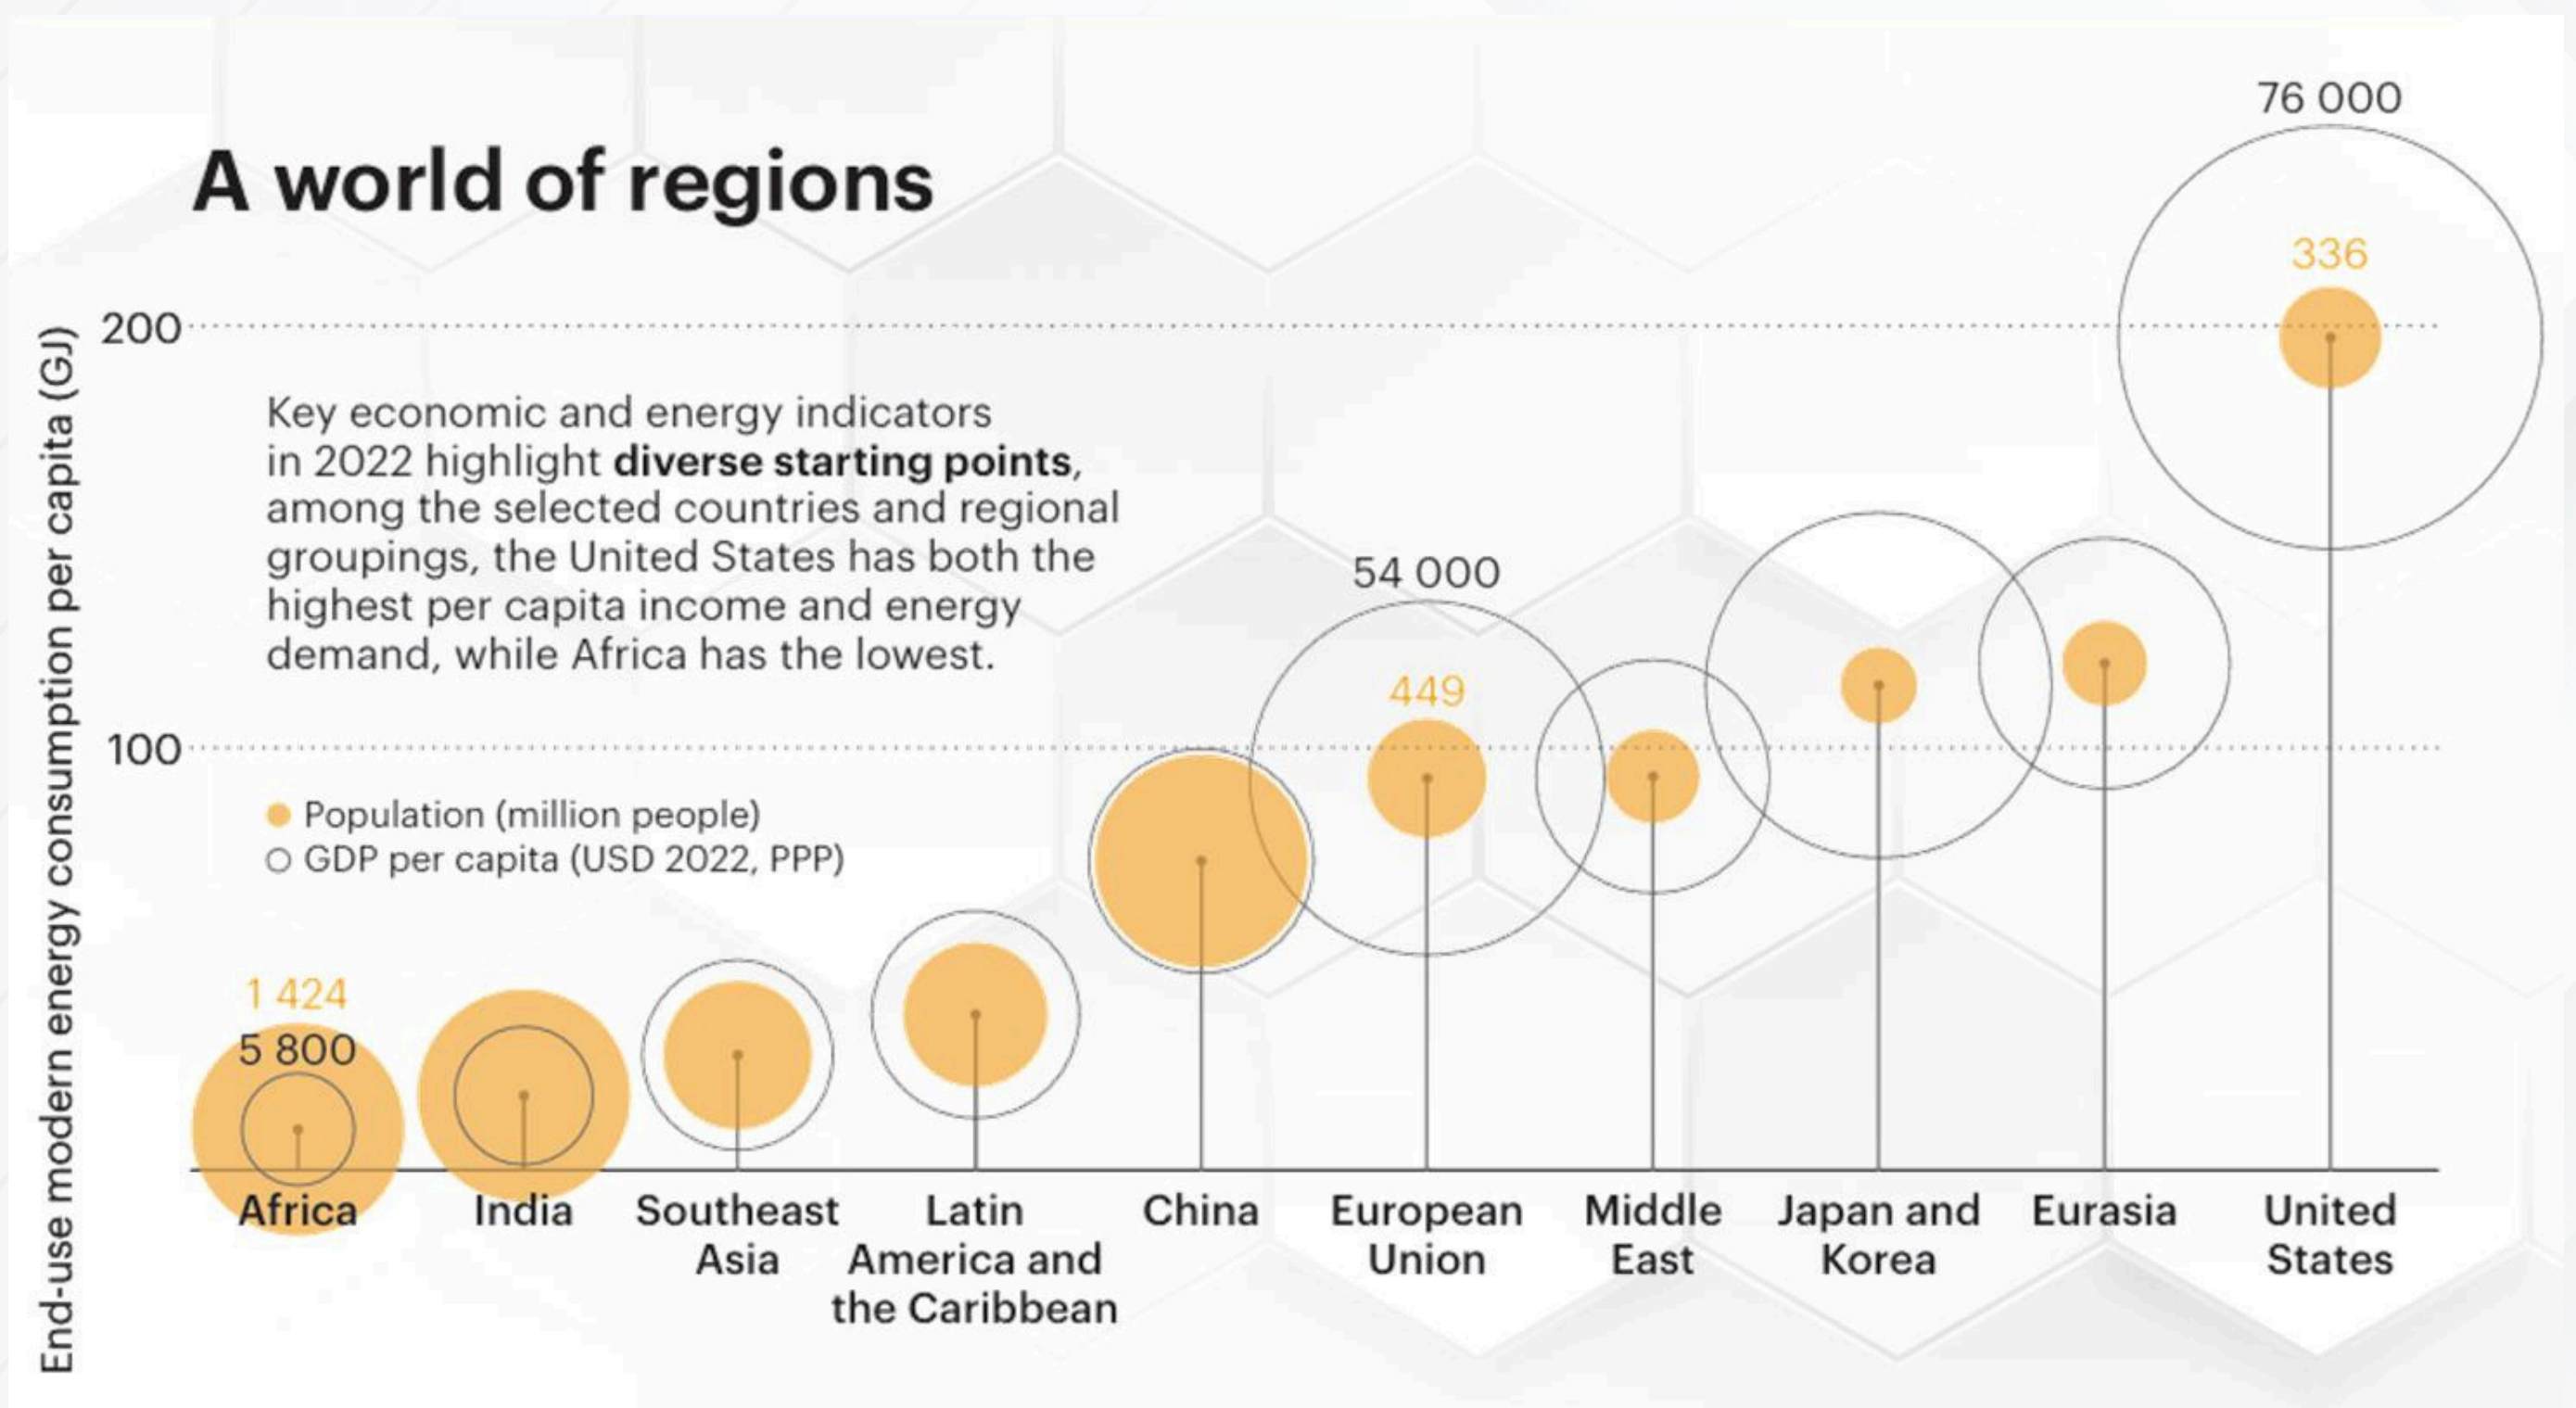 A world of regions
Key economic and energy indicators
in 2022 highlight diverse starting points,
among the selected countries and regional
groupings, the United States has both the
highest per capita income and energy
demand, while Africa has the lowest.
Population (million people)
GDP per capita (USD 2022, PPP)
End-use modern energy consumption per capita (GJ)
200
100
1 424
5 800
54 000
449
76 000
336
Africa
India
Southeast
Asia
Latin
America and
the Caribbean
China
European
Union
Middle
East
Japan and
Korea
Eurasia
United
States